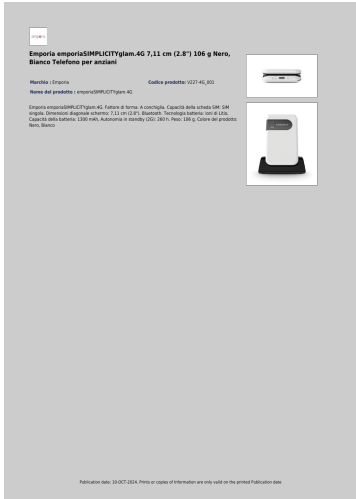 emporia
Emporia emporiaSIMPLICITYglam.4G 7,11 cm (2.8") 106 g Nero,
Bianco Telefono per anziani
Marchio : Emporia
Codice prodotto: V227-4G_001
Nome del prodotto : emporiaSIMPLICITYglam.4G
Emporia emporiaSIMPLICITYglam.4G. Fattore di forma: A conchiglia. Capacità della scheda SIM: SIM
singola. Dimensioni diagonale schermo: 7,11 cm (2.8"). Bluetooth. Tecnologia batteria: Ioni di Litio,
Capacità della batteria: 1300 mAh, Autonomia in standby (2G): 260 h. Peso: 106 g. Colore del prodotto:
Nero, Bianco
Publication date: 10-OCT-2024. Prints or copies of Information are only valid on the printed Publication date